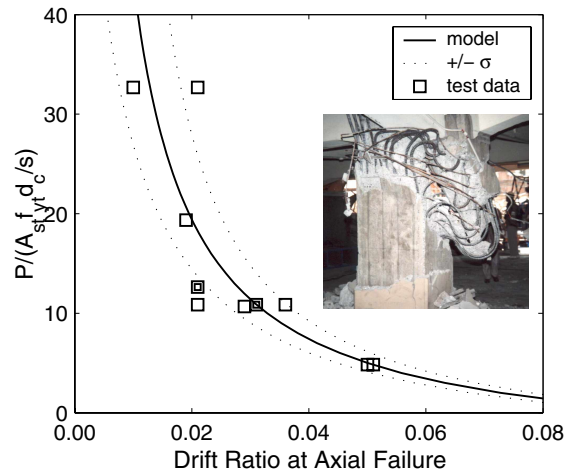 40
30
20
10
0
P/(A_st f_yt d_c/s)
0.00 0.02 0.04 0.06 0.08
Drift Ratio at Axial Failure
model
+/- σ
test data